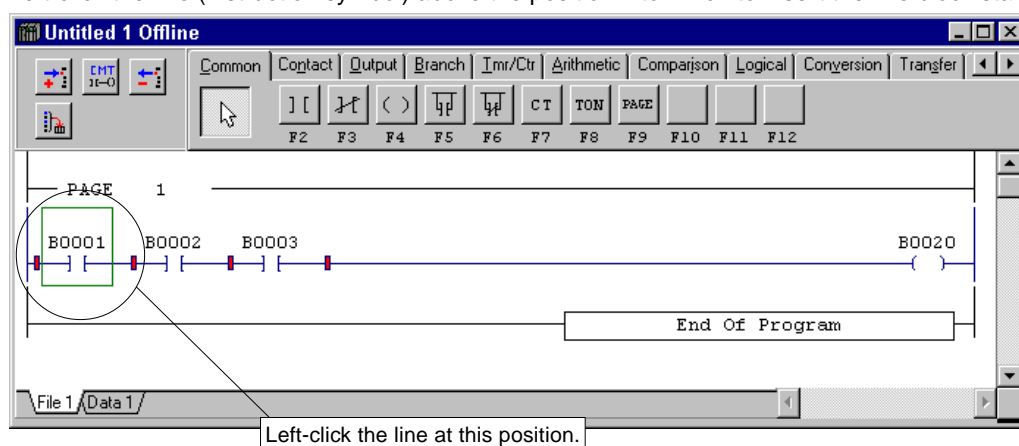 Untitled 1 Offline
Common Contact Output Branch Tmr/Ctr Arithmetic Comparison Logical Conversion Transfer
CMT
CT TON PAGE
F2 F3 F4 F5 F6 F7 F8 F9 F10 F11 F12
PAGE 1
B0001 B0002 B0003 B0020
End Of Program
File 1 Data 1
Left-click the line at this position.